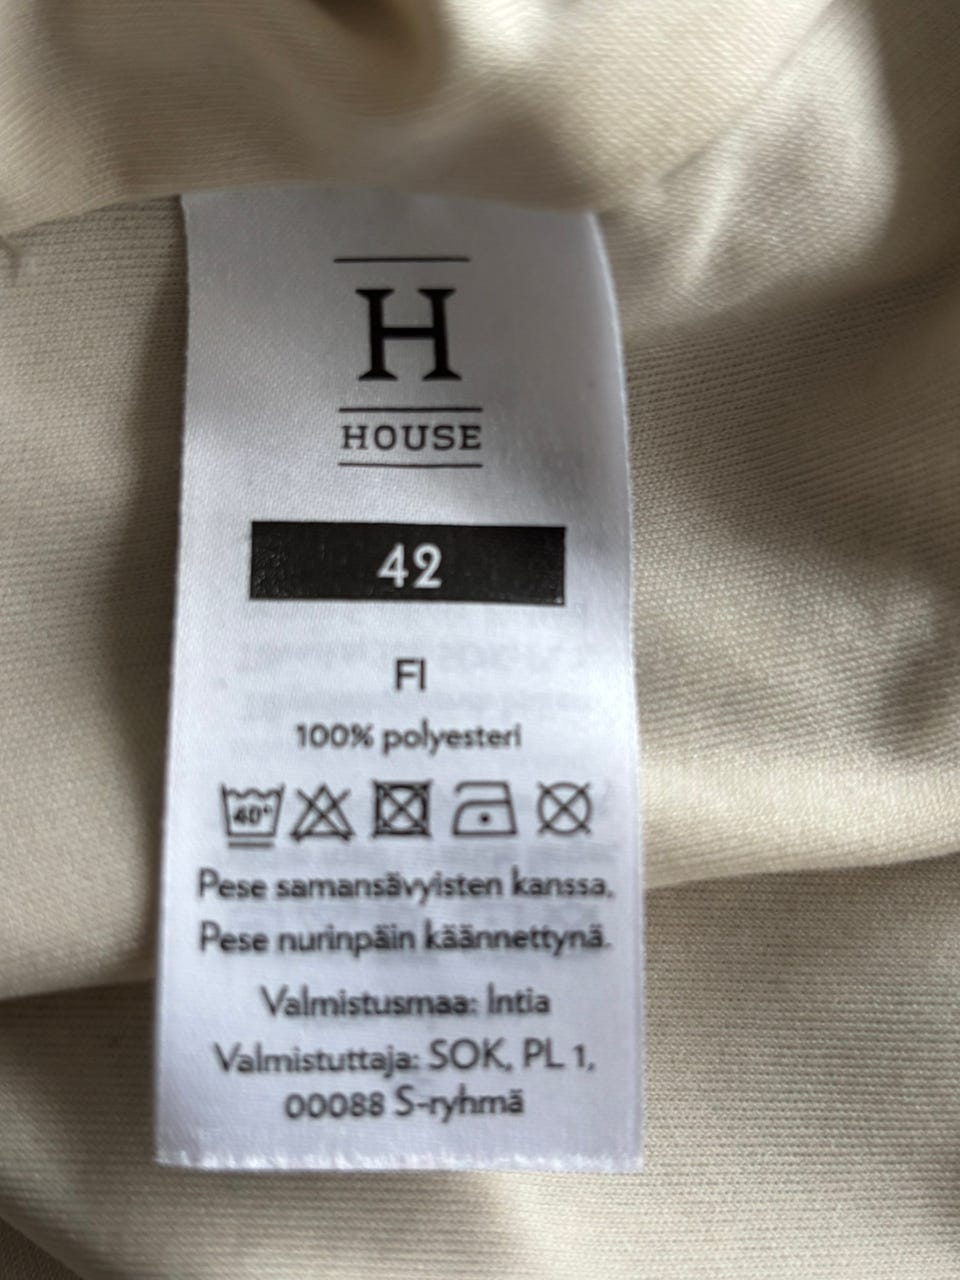 H
HOUSE
42
FI
100% polyesteri
40°
Pese samansävyisten kanssa.
Pese nurinpäin käännettynä.
Valmistusmaa: Intia
Valmistuttaja: SOK, PL 1,
00088 S-ryhmä